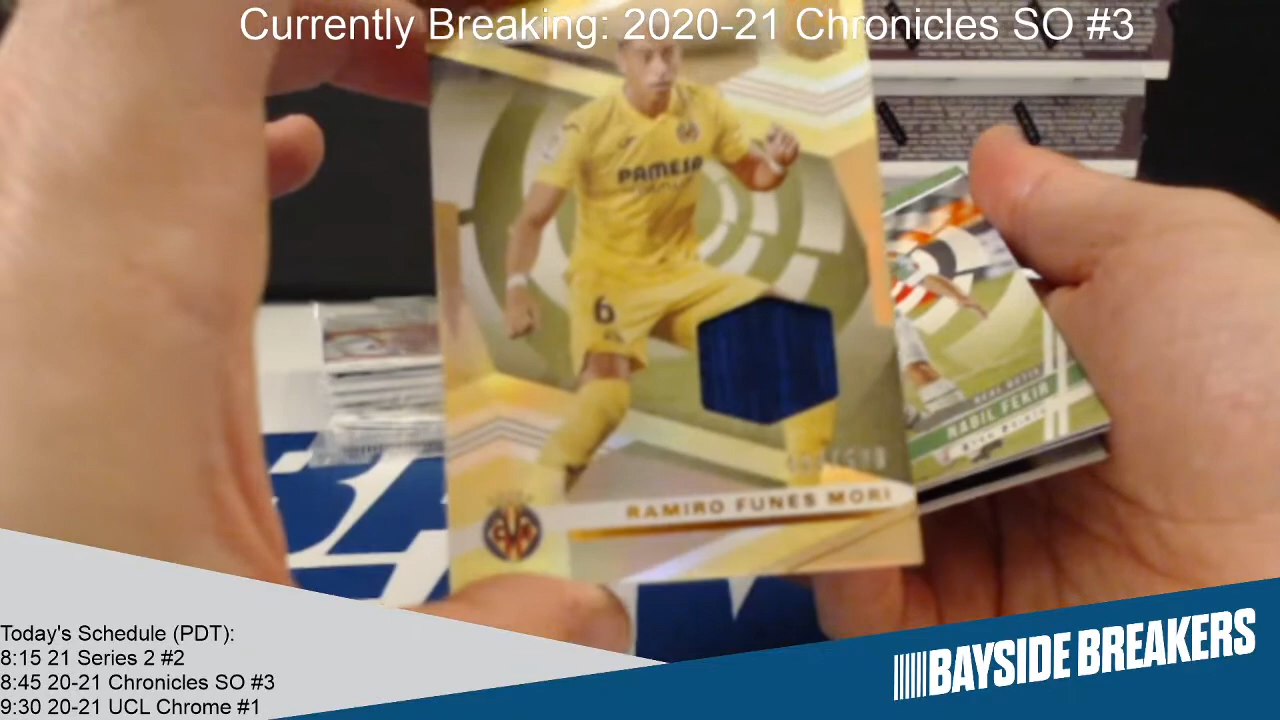 Currently Breaking: 2020-21 Chronicles SO #3
PAMESA
6
RAMIRO FUNES MORI
NABIL FEKIR
Today's Schedule (PDT):
8:15 21 Series 2 #2
8:45 20-21 Chronicles SO #3
9:30 20-21 UCL Chrome #1
BAYSIDE BREAKERS